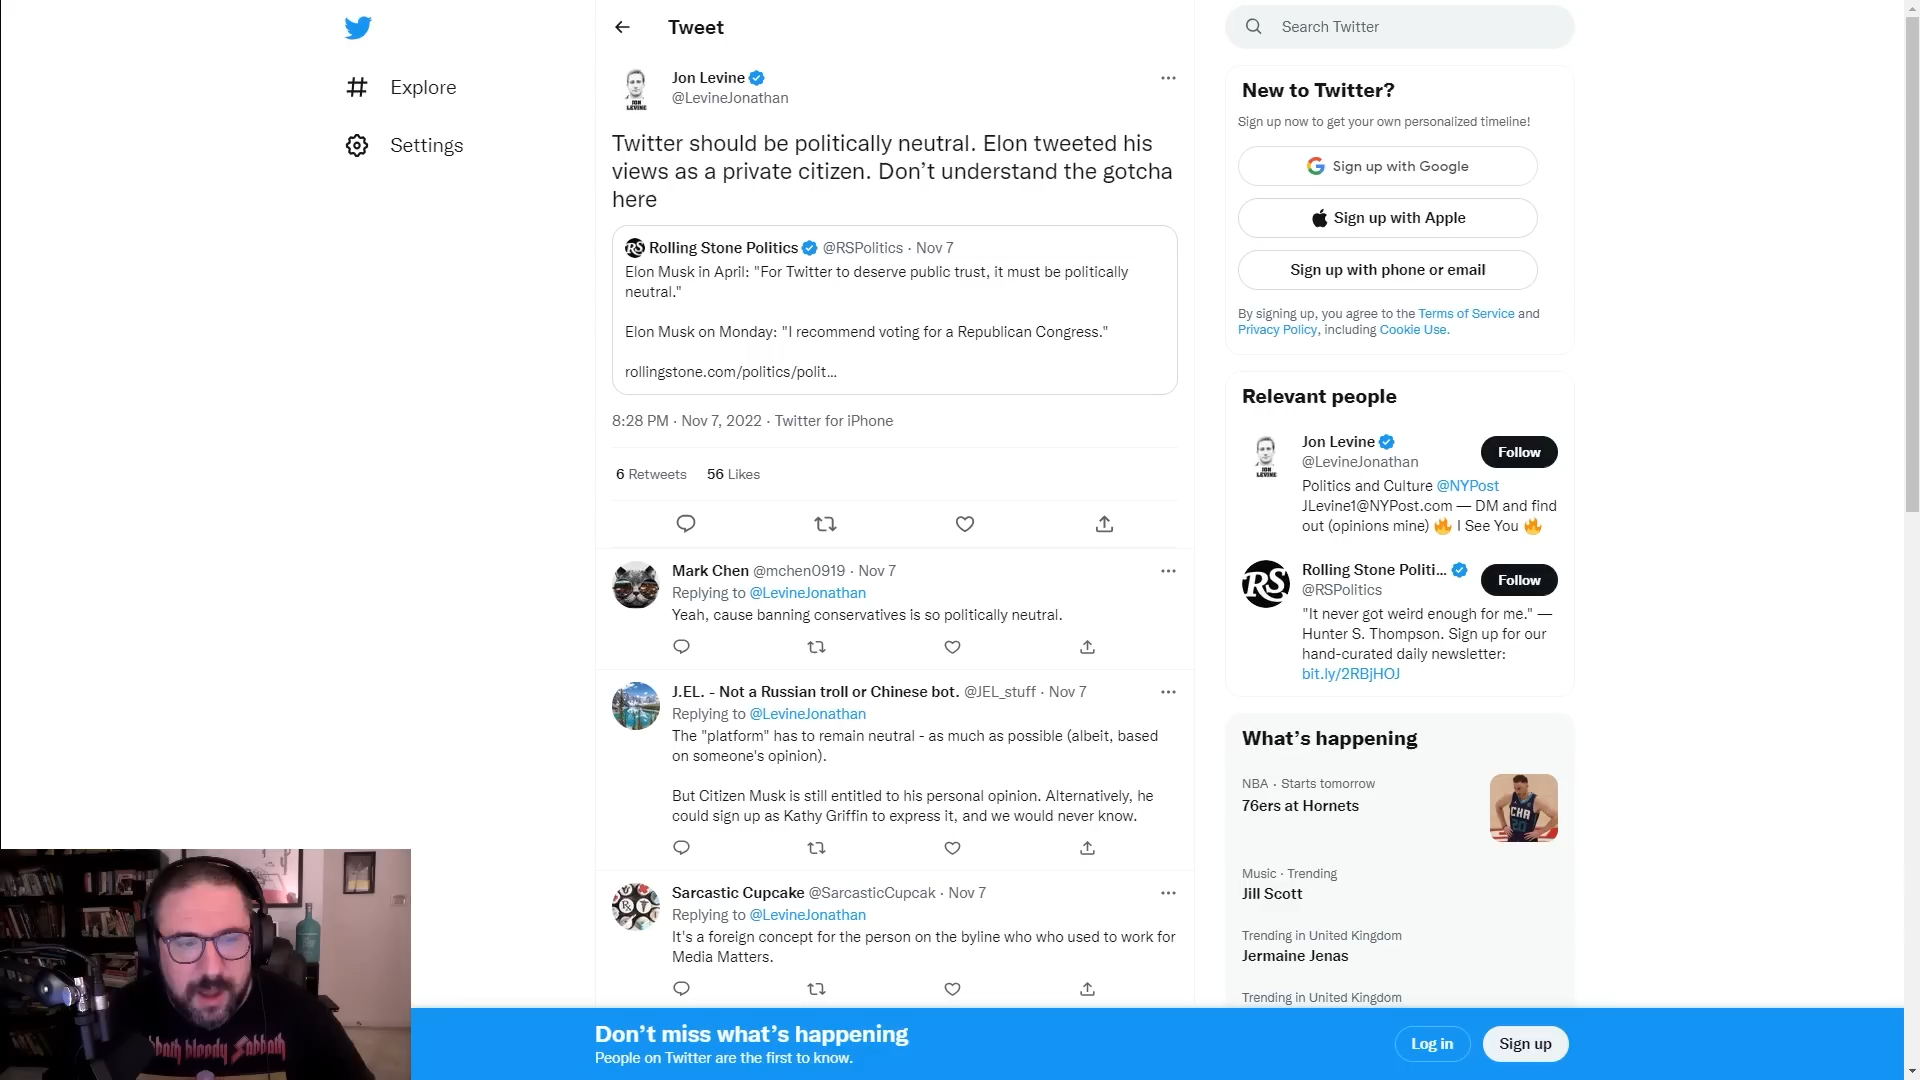 Explore
Settings
Tweet
Jon Levine
@LevineJonathan
JON
LEVINE
Twitter should be politically neutral. Elon tweeted his
views as a private citizen. Don’t understand the gotcha
here
RS Rolling Stone Politics @RSPolitics · Nov 7
Elon Musk in April: "For Twitter to deserve public trust, it must be politically
neutral."
Elon Musk on Monday: "I recommend voting for a Republican Congress."
rollingstone.com/politics/polit...
8:28 PM · Nov 7, 2022 · Twitter for iPhone
6 Retweets 56 Likes
Mark Chen @mchen0919 · Nov 7
Replying to @LevineJonathan
Yeah, cause banning conservatives is so politically neutral.
J.EL. - Not a Russian troll or Chinese bot. @JEL_stuff · Nov 7
Replying to @LevineJonathan
The "platform" has to remain neutral - as much as possible (albeit, based
on someone's opinion).
But Citizen Musk is still entitled to his personal opinion. Alternatively, he
could sign up as Kathy Griffin to express it, and we would never know.
Sarcastic Cupcake @SarcasticCupcak · Nov 7
Replying to @LevineJonathan
It's a foreign concept for the person on the byline who who used to work for
Media Matters.
Search Twitter
New to Twitter?
Sign up now to get your own personalized timeline!
Sign up with Google
Sign up with Apple
Sign up with phone or email
By signing up, you agree to the Terms of Service and
Privacy Policy, including Cookie Use.
Relevant people
Jon Levine
@LevineJonathan
Follow
JON
LEVINE
Politics and Culture @NYPost
JLevine1@NYPost.com — DM and find
out (opinions mine) 🔥 I See You 🔥
RS
Rolling Stone Politi...
@RSPolitics
Follow
"It never got weird enough for me." —
Hunter S. Thompson. Sign up for our
hand-curated daily newsletter:
bit.ly/2RBjHOJ
What’s happening
NBA · Starts tomorrow
76ers at Hornets
CHA
20
Music · Trending
Jill Scott
Trending in United Kingdom
Jermaine Jenas
Trending in United Kingdom
bath bloody Sabbath
Don’t miss what’s happening
People on Twitter are the first to know.
Log in
Sign up